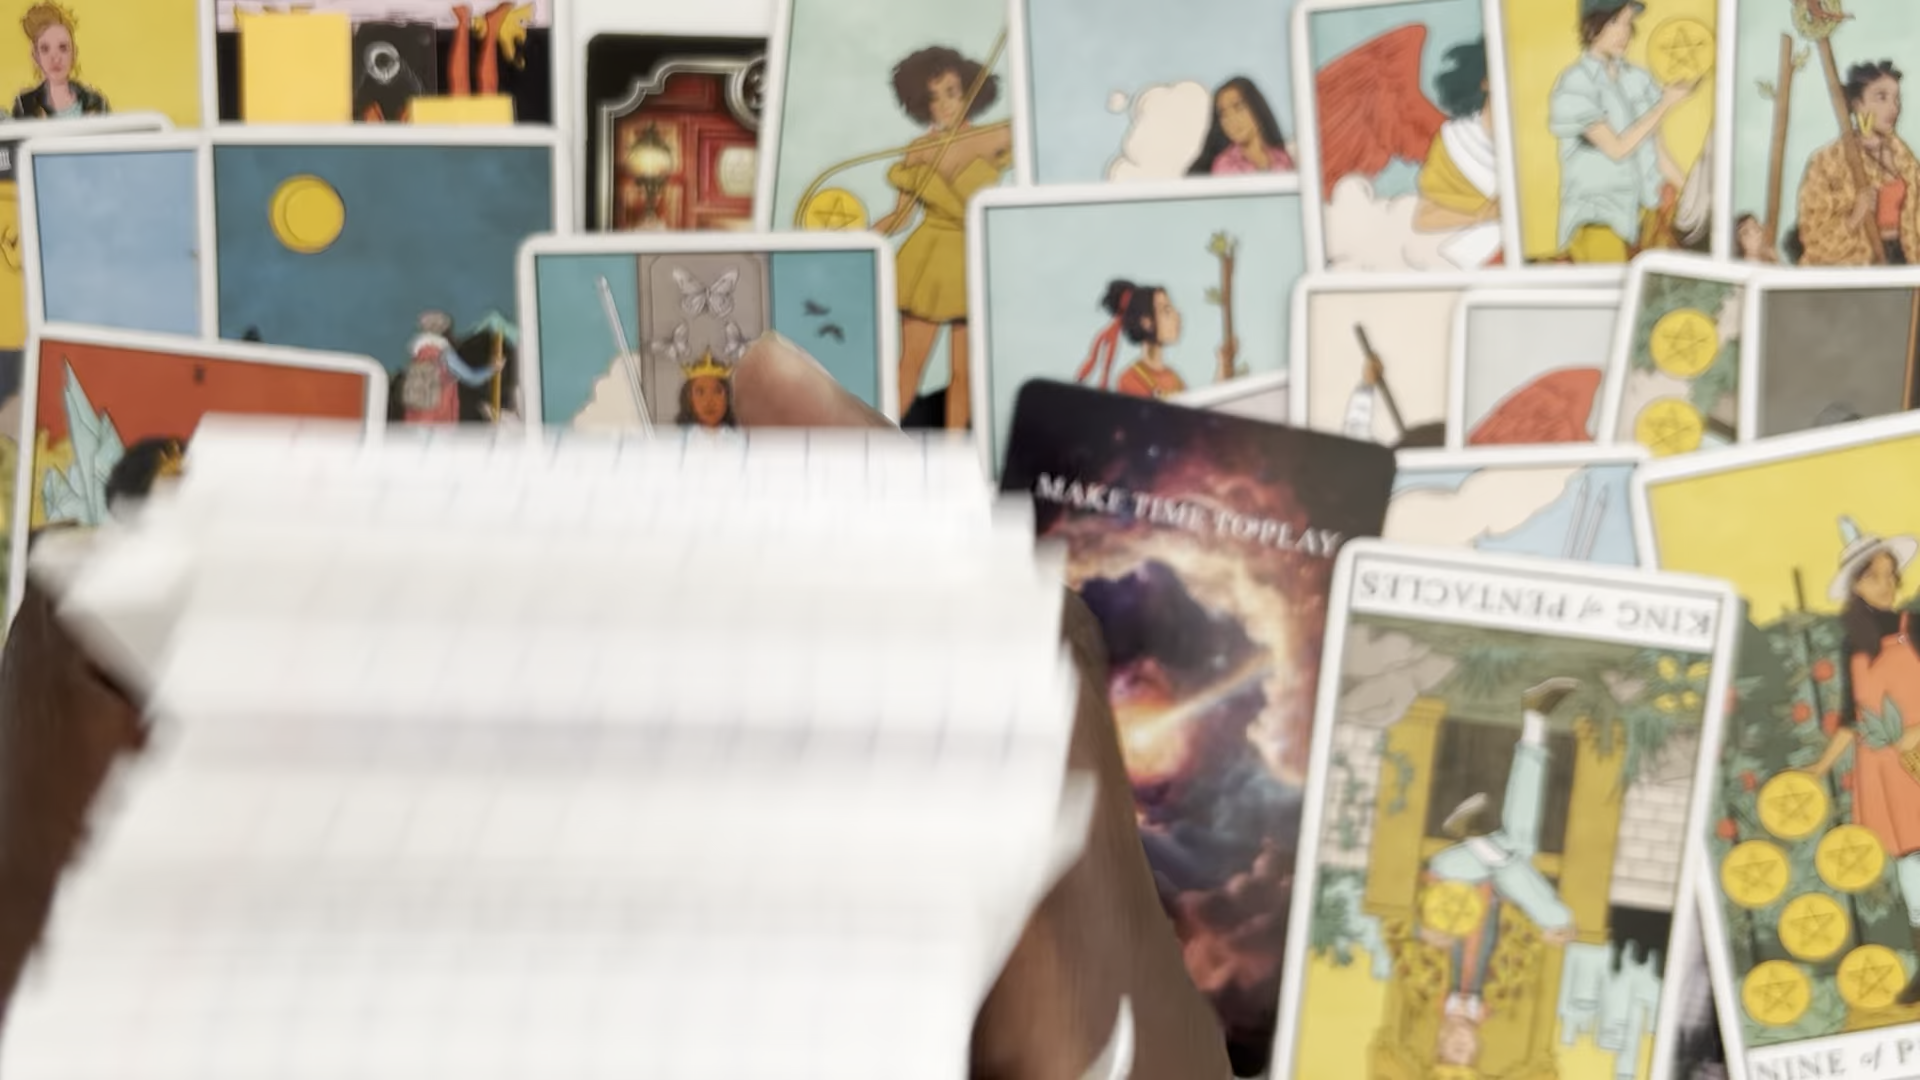 MAKE TIME TO PLAY
KING of PENTACLES
NINE of P